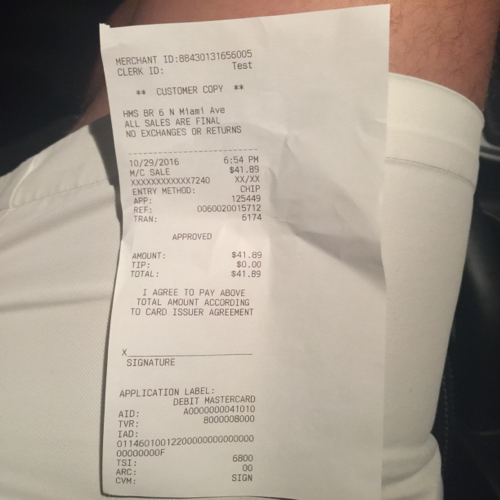 MERCHANT ID:88430131656005
CLERK ID: Test
** CUSTOMER COPY **
HMS BR 6 N Miami Ave
ALL SALES ARE FINAL
NO EXCHANGES OR RETURNS
10/29/2016 6:54 PM
M/C SALE $41.89
XXXXXXXXXXXX7240 XX/XX
ENTRY METHOD: CHIP
APP: 125449
REF: 0060020015712
TRAN: 6174
APPROVED
AMOUNT: $41.89
TIP: $0.00
TOTAL: $41.89
I AGREE TO PAY ABOVE
TOTAL AMOUNT ACCORDING
TO CARD ISSUER AGREEMENT
X
SIGNATURE
APPLICATION LABEL:
DEBIT MASTERCARD
AID: A0000000041010
TVR: 8000008000
IAD:
0114601001220000000000000
00000000F
TSI: 6800
ARC: 00
CVM: SIGN